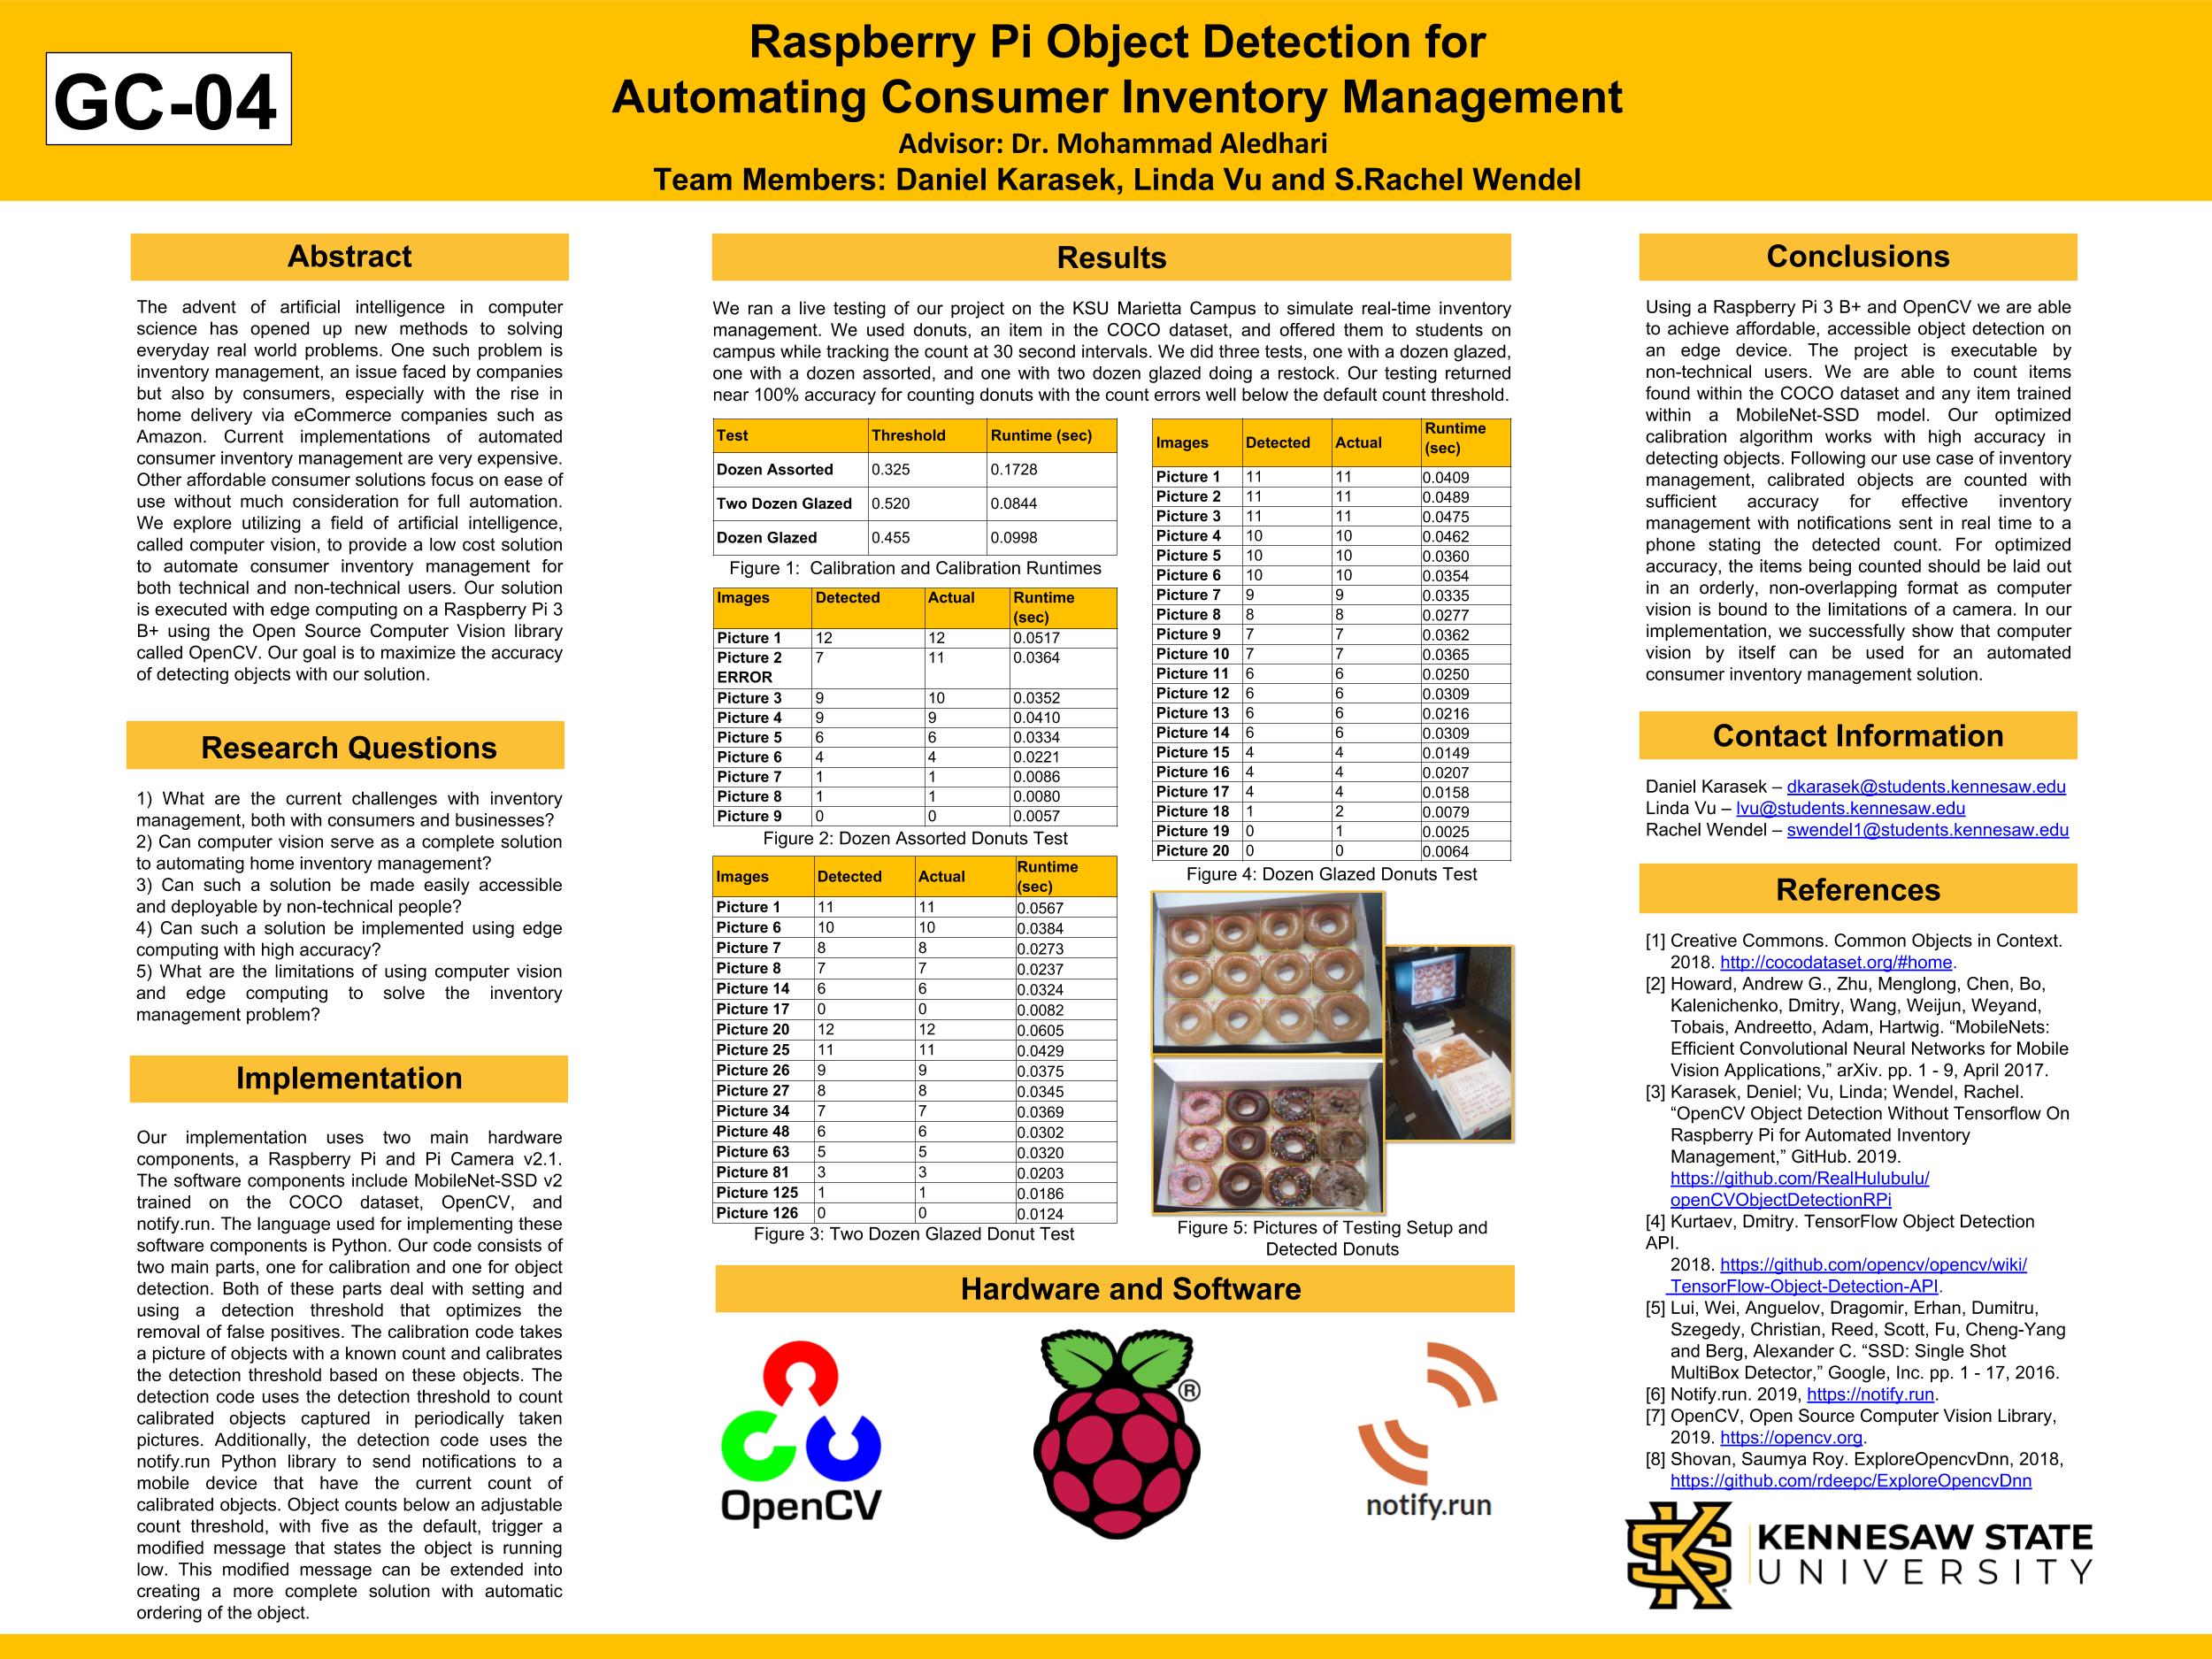 GC-04
Raspberry Pi Object Detection for
Automating Consumer Inventory Management
Advisor: Dr. Mohammad Aledhari
Team Members: Daniel Karasek, Linda Vu and S.Rachel Wendel
Abstract
The advent of artificial intelligence in computer
science has opened up new methods to solving
everyday real world problems. One such problem is
inventory management, an issue faced by companies
but also by consumers, especially with the rise in
home delivery via eCommerce companies such as
Amazon. Current implementations of automated
consumer inventory management are very expensive.
Other affordable consumer solutions focus on ease of
use without much consideration for full automation.
We explore utilizing a field of artificial intelligence,
called computer vision, to provide a low cost solution
to automate consumer inventory management for
both technical and non-technical users. Our solution
is executed with edge computing on a Raspberry Pi 3
B+ using the Open Source Computer Vision library
called OpenCV. Our goal is to maximize the accuracy
of detecting objects with our solution.
Research Questions
1) What are the current challenges with inventory
management, both with consumers and businesses?
2) Can computer vision serve as a complete solution
to automating home inventory management?
3) Can such a solution be made easily accessible
and deployable by non-technical people?
4) Can such a solution be implemented using edge
computing with high accuracy?
5) What are the limitations of using computer vision
and edge computing to solve the inventory
management problem?
Implementation
Our implementation uses two main hardware
components, a Raspberry Pi and Pi Camera v2.1.
The software components include MobileNet-SSD v2
trained on the COCO dataset, OpenCV, and
notify.run. The language used for implementing these
software components is Python. Our code consists of
two main parts, one for calibration and one for object
detection. Both of these parts deal with setting and
using a detection threshold that optimizes the
removal of false positives. The calibration code takes
a picture of objects with a known count and calibrates
the detection threshold based on these objects. The
detection code uses the detection threshold to count
calibrated objects captured in periodically taken
pictures. Additionally, the detection code uses the
notify.run Python library to send notifications to a
mobile device that have the current count of
calibrated objects. Object counts below an adjustable
count threshold, with five as the default, trigger a
modified message that states the object is running
low. This modified message can be extended into
creating a more complete solution with automatic
ordering of the object.
Results
We ran a live testing of our project on the KSU Marietta Campus to simulate real-time inventory
management. We used donuts, an item in the COCO dataset, and offered them to students on
campus while tracking the count at 30 second intervals. We did three tests, one with a dozen glazed,
one with a dozen assorted, and one with two dozen glazed doing a restock. Our testing returned
near 100% accuracy for counting donuts with the count errors well below the default count threshold.
Test Threshold Runtime (sec)
Dozen Assorted 0.325 0.1728
Two Dozen Glazed 0.520 0.0844
Dozen Glazed 0.455 0.0998
Figure 1: Calibration and Calibration Runtimes
Images Detected Actual Runtime
(sec)
Picture 1 12 12 0.0517
Picture 2 7 11 0.0364
ERROR
Picture 3 9 10 0.0352
Picture 4 9 9 0.0410
Picture 5 6 6 0.0334
Picture 6 4 4 0.0221
Picture 7 1 1 0.0086
Picture 8 1 1 0.0080
Picture 9 0 0 0.0057
Figure 2: Dozen Assorted Donuts Test
Images Detected Actual Runtime
(sec)
Picture 1 11 11 0.0567
Picture 6 10 10 0.0384
Picture 7 8 8 0.0273
Picture 8 7 7 0.0237
Picture 14 6 6 0.0324
Picture 17 0 0 0.0082
Picture 20 12 12 0.0605
Picture 25 11 11 0.0429
Picture 26 9 9 0.0375
Picture 27 8 8 0.0345
Picture 34 7 7 0.0369
Picture 48 6 6 0.0302
Picture 63 5 5 0.0320
Picture 81 3 3 0.0203
Picture 125 1 1 0.0186
Picture 126 0 0 0.0124
Figure 3: Two Dozen Glazed Donut Test
Images Detected Actual Runtime
(sec)
Picture 1 11 11 0.0409
Picture 2 11 11 0.0489
Picture 3 11 11 0.0475
Picture 4 10 10 0.0462
Picture 5 10 10 0.0360
Picture 6 10 10 0.0354
Picture 7 9 9 0.0335
Picture 8 8 8 0.0277
Picture 9 7 7 0.0362
Picture 10 7 7 0.0365
Picture 11 6 6 0.0250
Picture 12 6 6 0.0309
Picture 13 6 6 0.0216
Picture 14 6 6 0.0309
Picture 15 4 4 0.0149
Picture 16 4 4 0.0207
Picture 17 4 4 0.0158
Picture 18 1 2 0.0079
Picture 19 0 1 0.0025
Picture 20 0 0 0.0064
Figure 4: Dozen Glazed Donuts Test
Figure 5: Pictures of Testing Setup and
Detected Donuts
Hardware and Software
OpenCV
®
notify.run
Conclusions
Using a Raspberry Pi 3 B+ and OpenCV we are able
to achieve affordable, accessible object detection on
an edge device. The project is executable by
non-technical users. We are able to count items
found within the COCO dataset and any item trained
within a MobileNet-SSD model. Our optimized
calibration algorithm works with high accuracy in
detecting objects. Following our use case of inventory
management, calibrated objects are counted with
sufficient accuracy for effective inventory
management with notifications sent in real time to a
phone stating the detected count. For optimized
accuracy, the items being counted should be laid out
in an orderly, non-overlapping format as computer
vision is bound to the limitations of a camera. In our
implementation, we successfully show that computer
vision by itself can be used for an automated
consumer inventory management solution.
Contact Information
Daniel Karasek – dkarasek@students.kennesaw.edu
Linda Vu – lvu@students.kennesaw.edu
Rachel Wendel – swendel1@students.kennesaw.edu
References
[1] Creative Commons. Common Objects in Context.
2018. http://cocodataset.org/#home.
[2] Howard, Andrew G., Zhu, Menglong, Chen, Bo,
Kalenichenko, Dmitry, Wang, Weijun, Weyand,
Tobais, Andreetto, Adam, Hartwig. “MobileNets:
Efficient Convolutional Neural Networks for Mobile
Vision Applications,” arXiv. pp. 1 - 9, April 2017.
[3] Karasek, Deniel; Vu, Linda; Wendel, Rachel.
“OpenCV Object Detection Without Tensorflow On
Raspberry Pi for Automated Inventory
Management,” GitHub. 2019.
https://github.com/RealHulubulu/
openCVObjectDetectionRPi
[4] Kurtaev, Dmitry. TensorFlow Object Detection
API.
2018. https://github.com/opencv/opencv/wiki/
TensorFlow-Object-Detection-API.
[5] Lui, Wei, Anguelov, Dragomir, Erhan, Dumitru,
Szegedy, Christian, Reed, Scott, Fu, Cheng-Yang
and Berg, Alexander C. “SSD: Single Shot
MultiBox Detector,” Google, Inc. pp. 1 - 17, 2016.
[6] Notify.run. 2019, https://notify.run.
[7] OpenCV, Open Source Computer Vision Library,
2019. https://opencv.org.
[8] Shovan, Saumya Roy. ExploreOpencvDnn, 2018,
https://github.com/rdeepc/ExploreOpencvDnn
KENNESAW STATE
UNIVERSITY